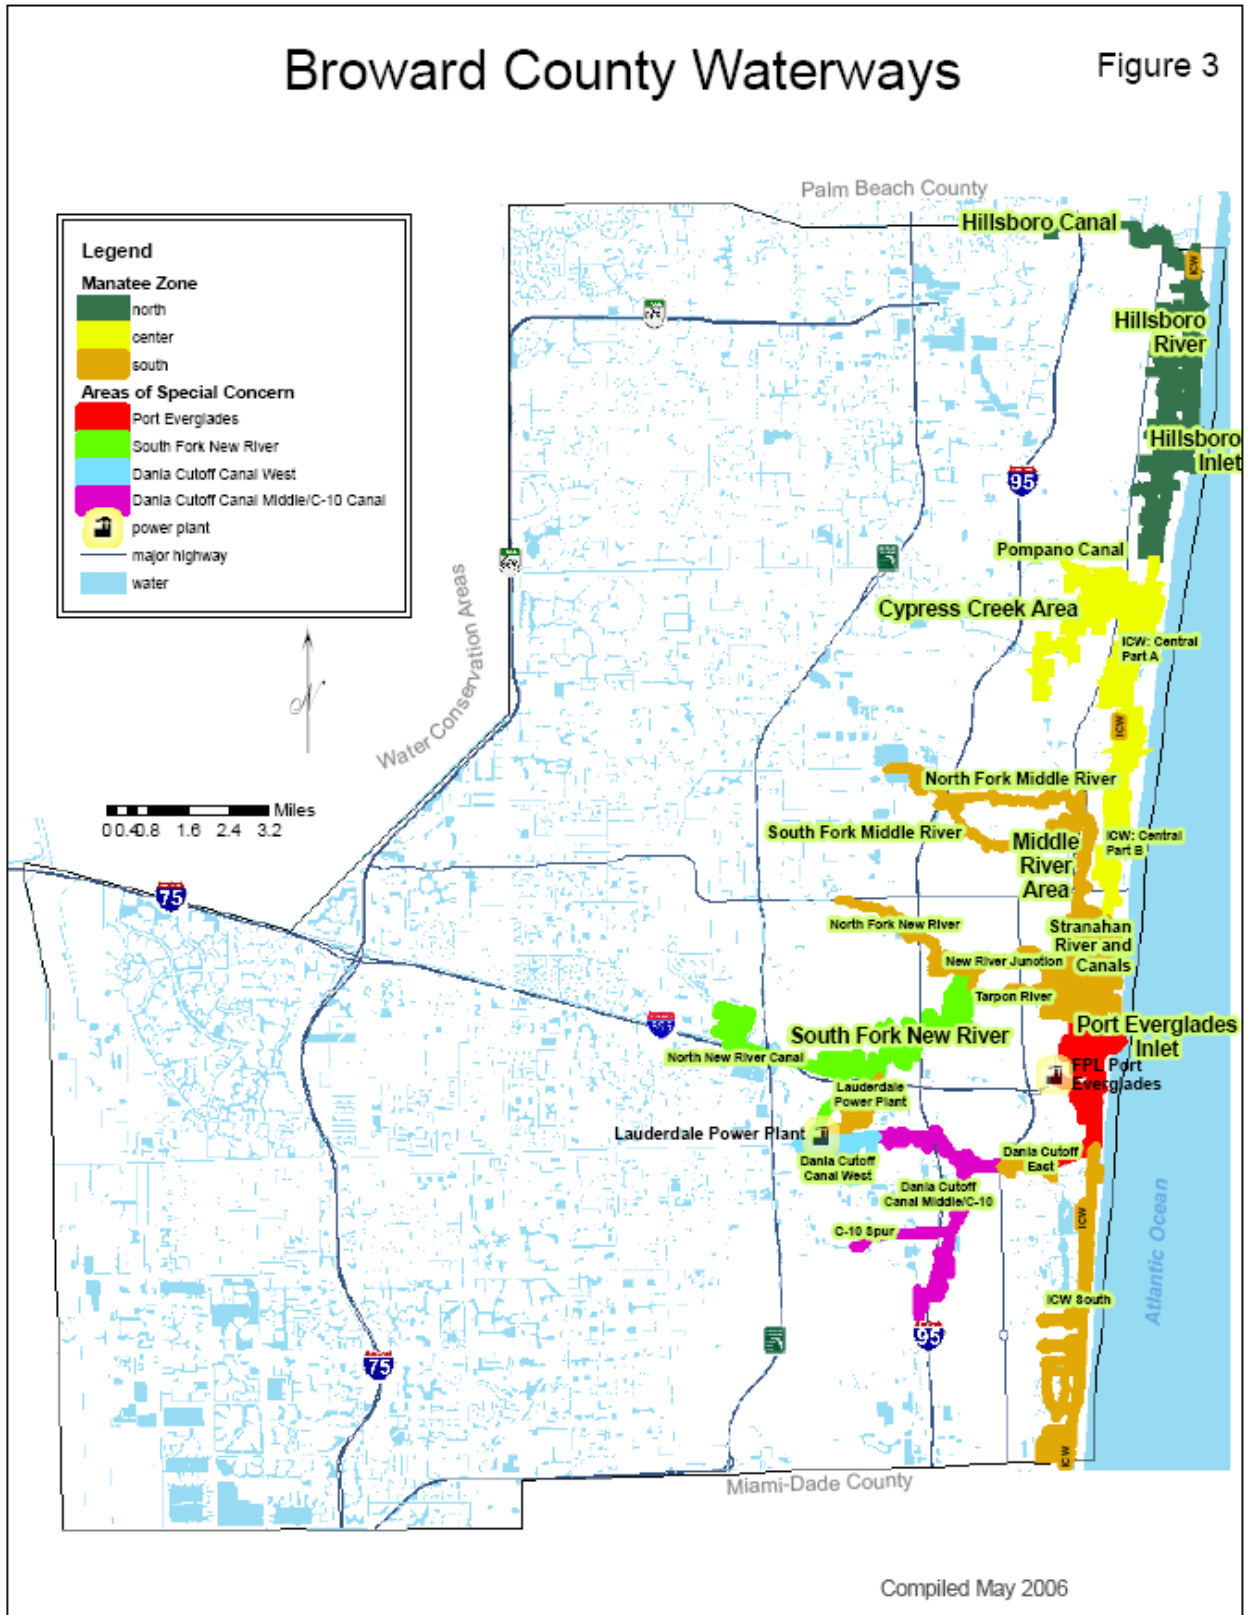 Broward County Waterways
Figure 3
Palm Beach County
Legend
Manatee Zone
north
center
south
Areas of Special Concern
Port Everglades
South Fork New River
Dania Cutoff Canal West
Dania Cutoff Canal Middle/C-10 Canal
power plant
major highway
water
Hillsboro Canal
ICW
Hillsboro
River
Hillsboro
Inlet
95
Pompano Canal
Cypress Creek Area
ICW: Central
Part A
Water Conservation Areas
N
ICW
North Fork Middle River
Miles
0 0.40.8 1.6 2.4 3.2
South Fork Middle River
Middle
River
Area
ICW: Central
Part B
75
North Fork New River
Stranahan
River and
Canals
New River Junction
Tarpon River
South Fork New River
Port Everglades
Inlet
North New River Canal
FPL Port
Everglades
Lauderdale
Power Plant
Lauderdale Power Plant
Dania Cutoff
Canal West
Dania Cutoff
East
Dania Cutoff
Canal Middle/C-10
C-10 Spur
ICW
Atlantic Ocean
ICW South
95
75
ICW
Miami-Dade County
Compiled May 2006